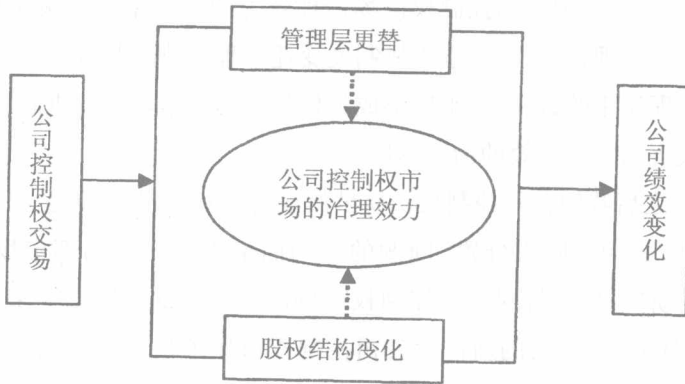 管理层更替
公司控制权交易
公司控制权市
场的治理效力
公司绩效变化
股权结构变化